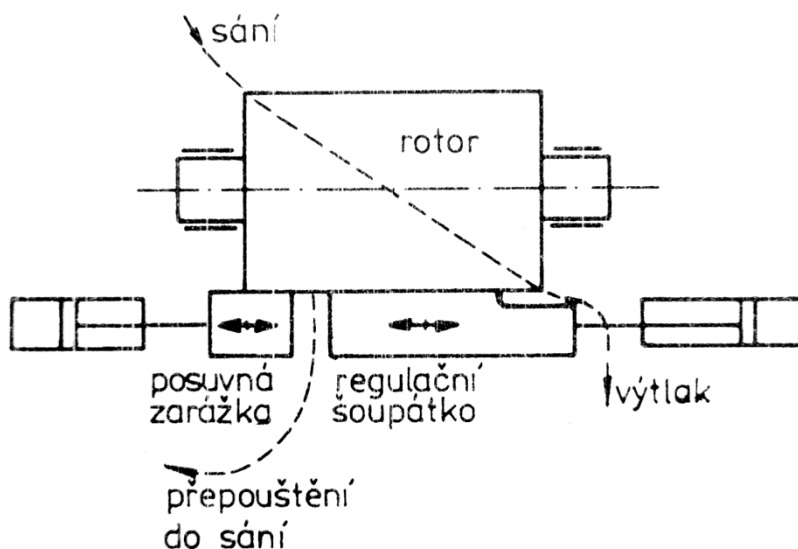 sání
rotor
posuvná
zarážka
regulační
šoupátko
výtlak
přepouštění
do sání